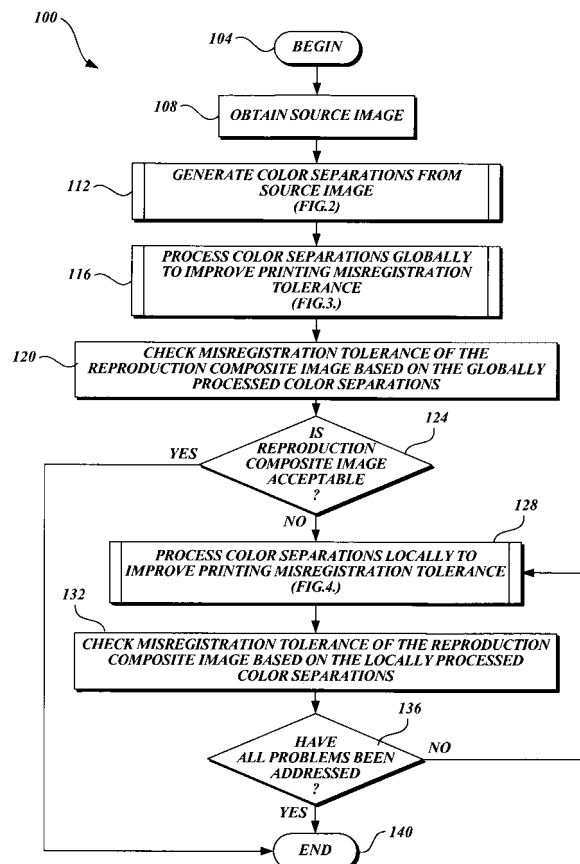 100
104
BEGIN
108
OBTAIN SOURCE IMAGE
112
GENERATE COLOR SEPARATIONS FROM
SOURCE IMAGE
(FIG.2)
116
PROCESS COLOR SEPARATIONS GLOBALLY
TO IMPROVE PRINTING MISREGISTRATION
TOLERANCE
(FIG.3.)
120
CHECK MISREGISTRATION TOLERANCE OF THE
REPRODUCTION COMPOSITE IMAGE BASED ON THE GLOBALLY
PROCESSED COLOR SEPARATIONS
124
YES
IS
REPRODUCTION
COMPOSITE IMAGE
ACCEPTABLE
?
NO
128
PROCESS COLOR SEPARATIONS LOCALLY TO
IMPROVE PRINTING MISREGISTRATION TOLERANCE
(FIG.4.)
132
CHECK MISREGISTRATION TOLERANCE OF THE REPRODUCTION
COMPOSITE IMAGE BASED ON THE LOCALLY PROCESSED
COLOR SEPARATIONS
136
HAVE
ALL PROBLEMS BEEN
ADDRESSED
?
NO
YES
END
140